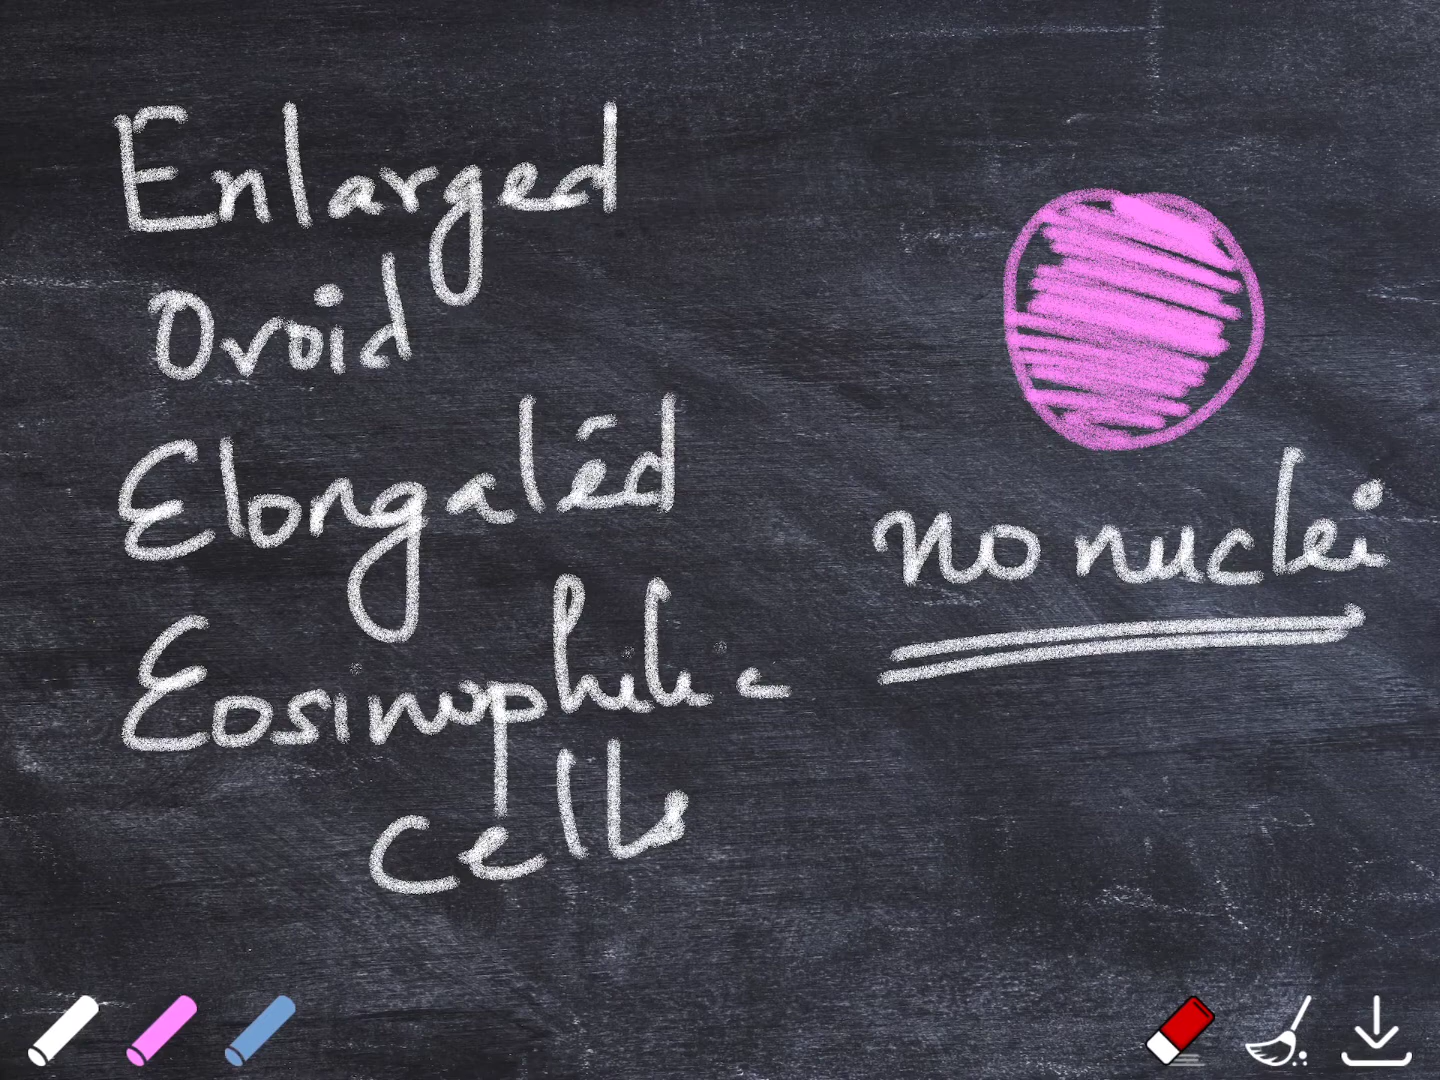 Enlarged
Ovoid
Elongated
Eosinophilic
cells
no nuclei